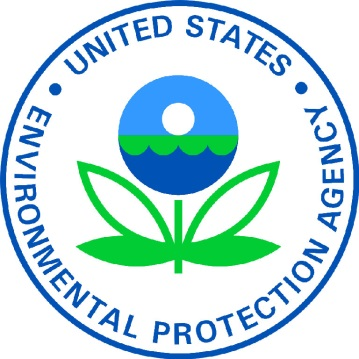 UNITED STATES
ENVIRONMENTAL PROTECTION AGENCY